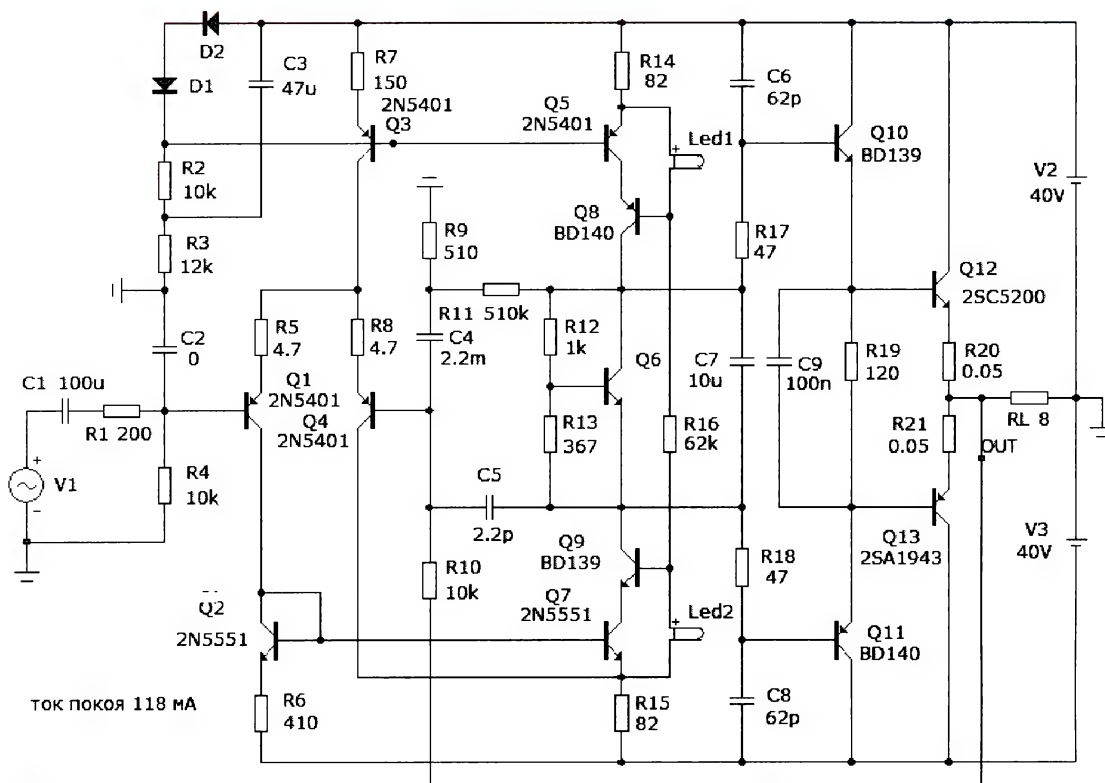 D2
D1
C3
47u
R7
150
2N5401
Q3
R14
82
Q5
2N5401
C6
62p
Led1
+
Q10
BD139
V2
40V
R2
10k
R3
12k
R9
510
Q8
BD140
R17
47
Q12
2SC5200
C2
0
R5
4.7
R8
4.7
R11 510k
C4
2.2m
R12
1k
Q6
C7
10u
C9
100n
R19
120
R20
0.05
C1 100u
R1 200
Q1
2N5401
Q4
2N5401
R13
367
R16
62k
R21
0.05
RL 8
OUT
+
V1
-
R4
10k
C5
2.2p
Q13
2SA1943
V3
40V
R10
10k
Q9
BD139
R18
47
Q2
2N5551
Q7
2N5551
Led2
+
Q11
BD140
ток покоя 118 мА
R6
410
R15
82
C8
62p